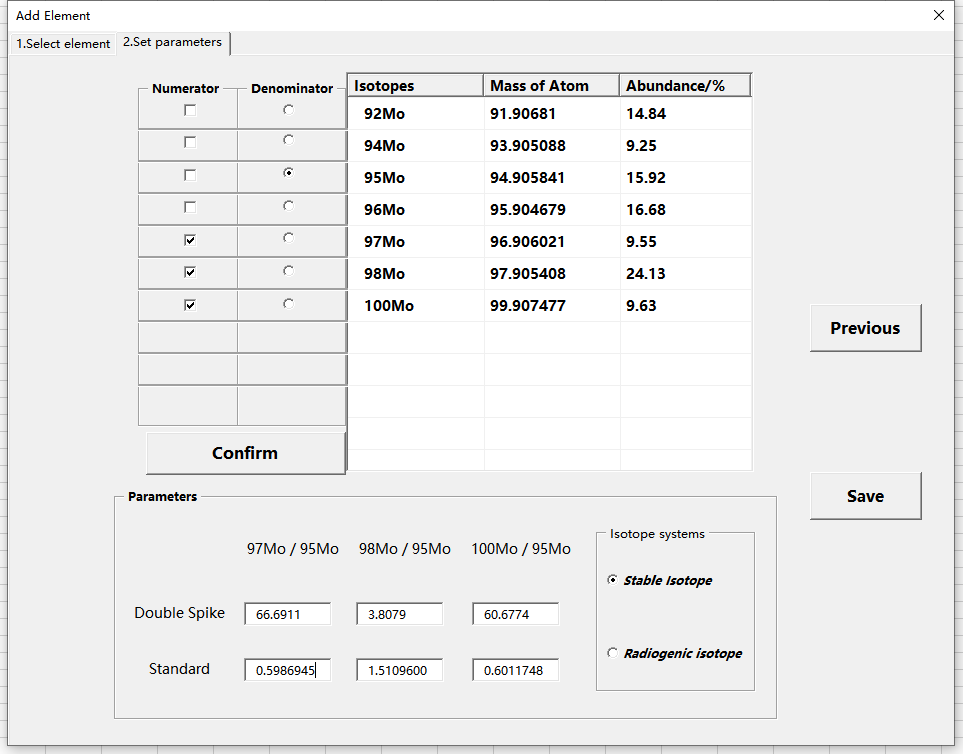 Add Element
1.Select element 2.Set parameters
Numerator Denominator Isotopes Mass of Atom Abundance/%
92Mo 91.90681 14.84
94Mo 93.905088 9.25
95Mo 94.905841 15.92
96Mo 95.904679 16.68
97Mo 96.906021 9.55
98Mo 97.905408 24.13
100Mo 99.907477 9.63
Previous
Confirm
Save
Parameters
Isotope systems
97Mo / 95Mo 98Mo / 95Mo 100Mo / 95Mo
Stable Isotope
Double Spike 66.6911 3.8079 60.6774
Radiogenic isotope
Standard 0.5986945 1.5109600 0.6011748